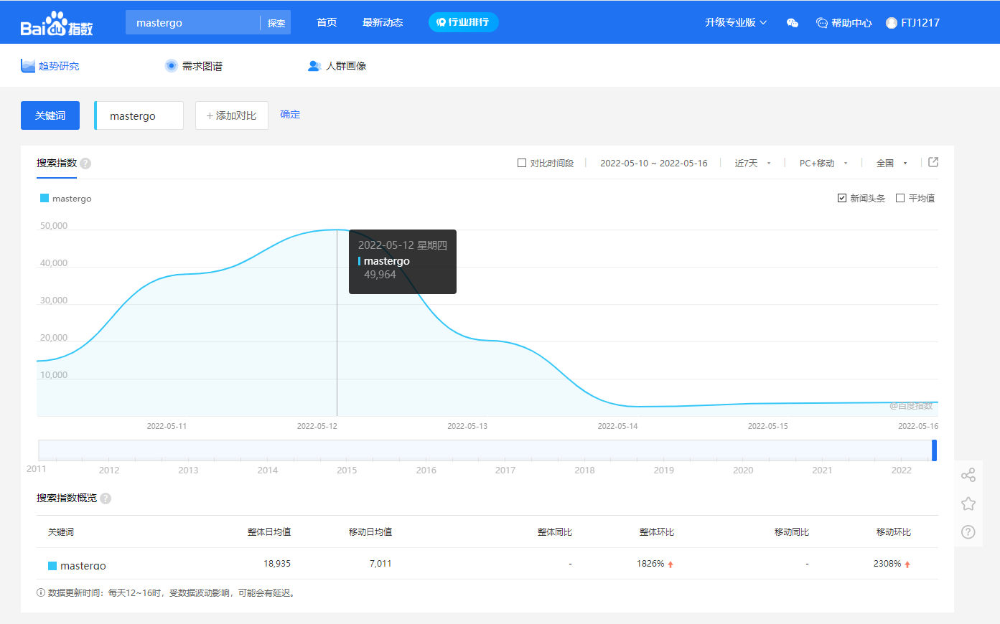 Bai du 指数
mastergo 探索 首页 最新动态 行业排行 升级专业版 帮助中心 FTJ1217
趋势研究 需求图谱 人群画像
关键词 mastergo + 添加对比 确定
搜索指数 ? 对比时间段 2022-05-10 ~ 2022-05-16 近7天 PC+移动 全国
mastergo 新闻头条 平均值
50,000
2022-05-12 星期四
mastergo
49,964
40,000
30,000
20,000
10,000
@百度指数
2022-05-11 2022-05-12 2022-05-13 2022-05-14 2022-05-15 2022-05-16
2011 2012 2013 2014 2015 2016 2017 2018 2019 2020 2021 2022
搜索指数概览 ?
关键词 整体日均值 移动日均值 整体同比 整体环比 移动同比 移动环比
mastergo 18,935 7,011 - 1826% - 2308%
数据更新时间：每天12~16时，受数据波动影响，可能会有延迟。